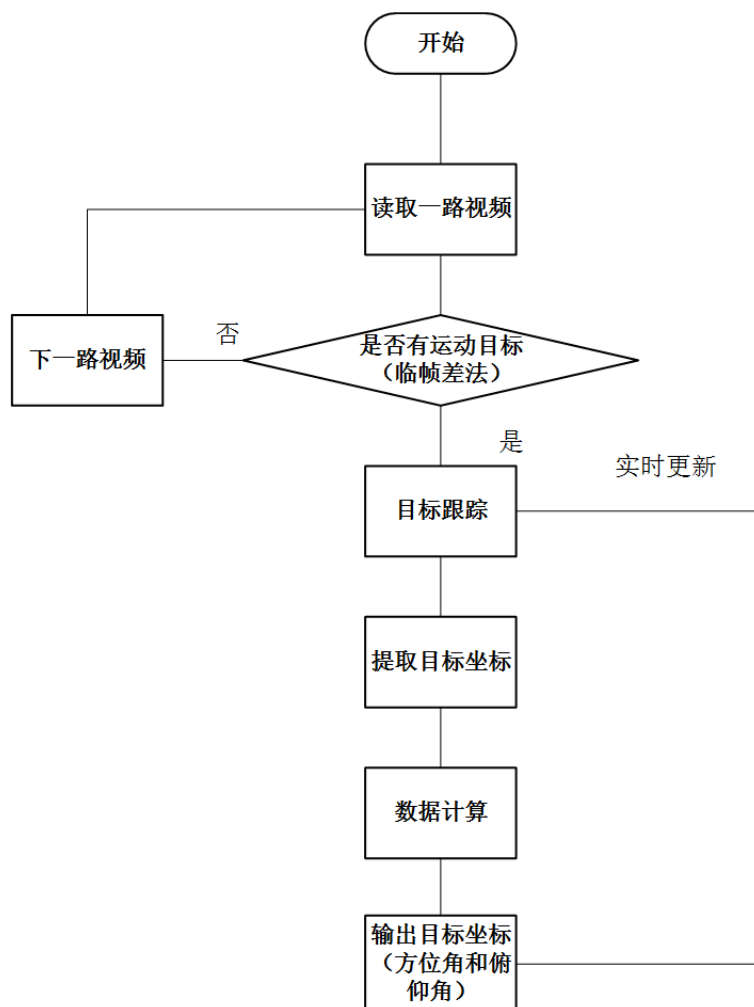 开始
读取一路视频
否
下一路视频
是否有运动目标
（临帧差法）
是
实时更新
目标跟踪
提取目标坐标
数据计算
输出目标坐标
（方位角和俯
仰角）